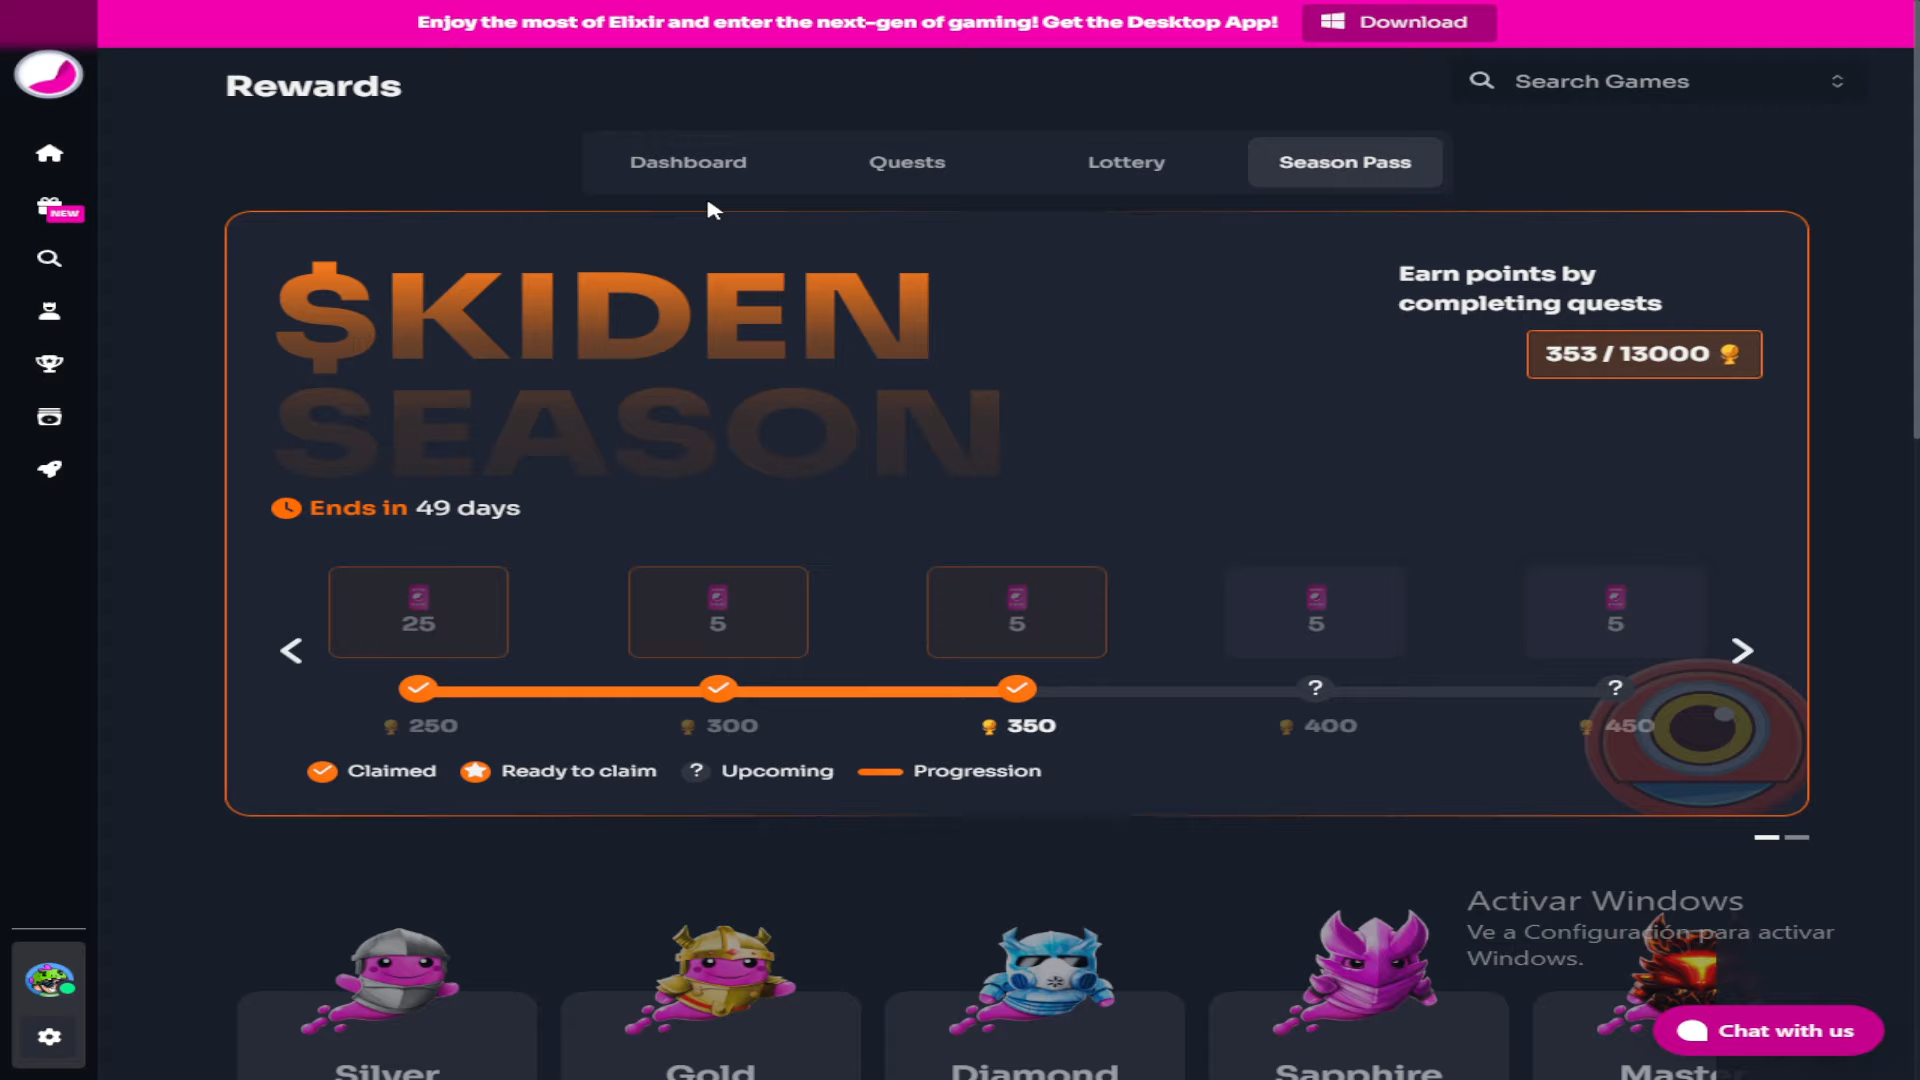 Enjoy the most of Elixir and enter the next-gen of gaming! Get the Desktop App!
Download
Rewards
Search Games
Dashboard
Quests
Lottery
Season Pass
NEW
$KIDEN
SEASON
Earn points by
completing quests
353 / 13000
Ends in 49 days
25
5
5
5
5
?
?
250
300
350
400
450
Claimed
Ready to claim
? Upcoming
Progression
Activar Windows
Ve a Configuración para activar
Windows.
Chat with us
Silver
Gold
Diamond
Sapphire
Master